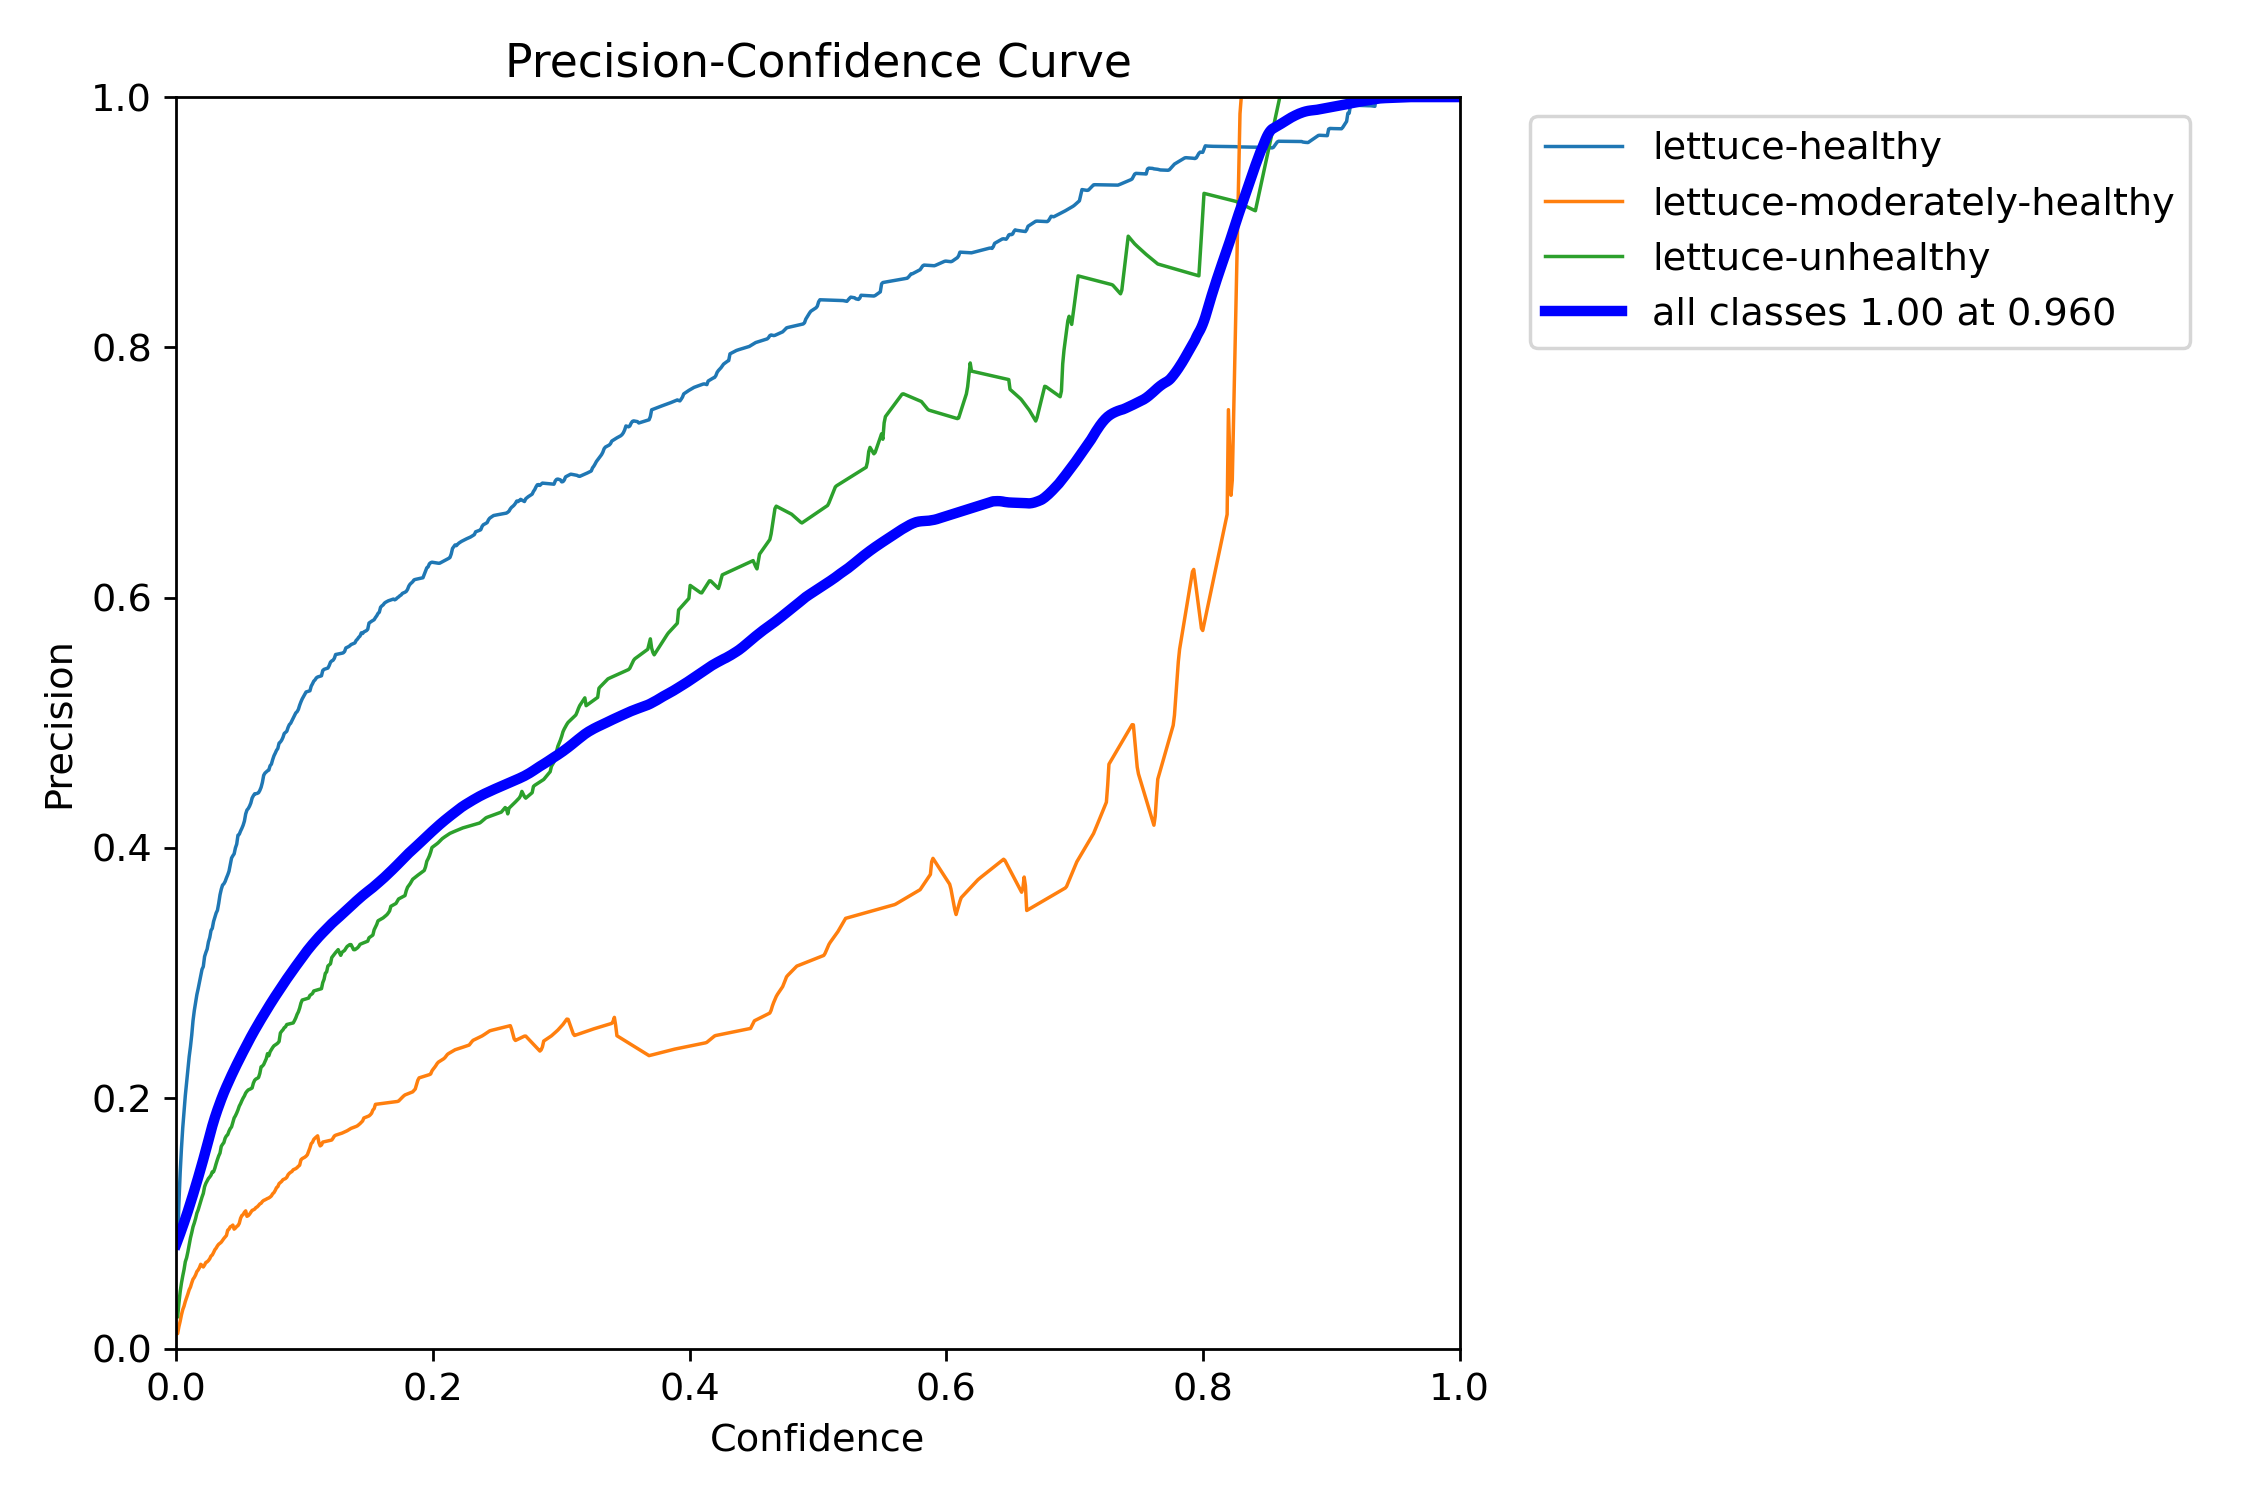 Precision-Confidence Curve
1.0
0.8
0.6
0.4
0.2
0.0
Precision
0.0 0.2 0.4 0.6 0.8 1.0
Confidence
lettuce-healthy
lettuce-moderately-healthy
lettuce-unhealthy
all classes 1.00 at 0.960